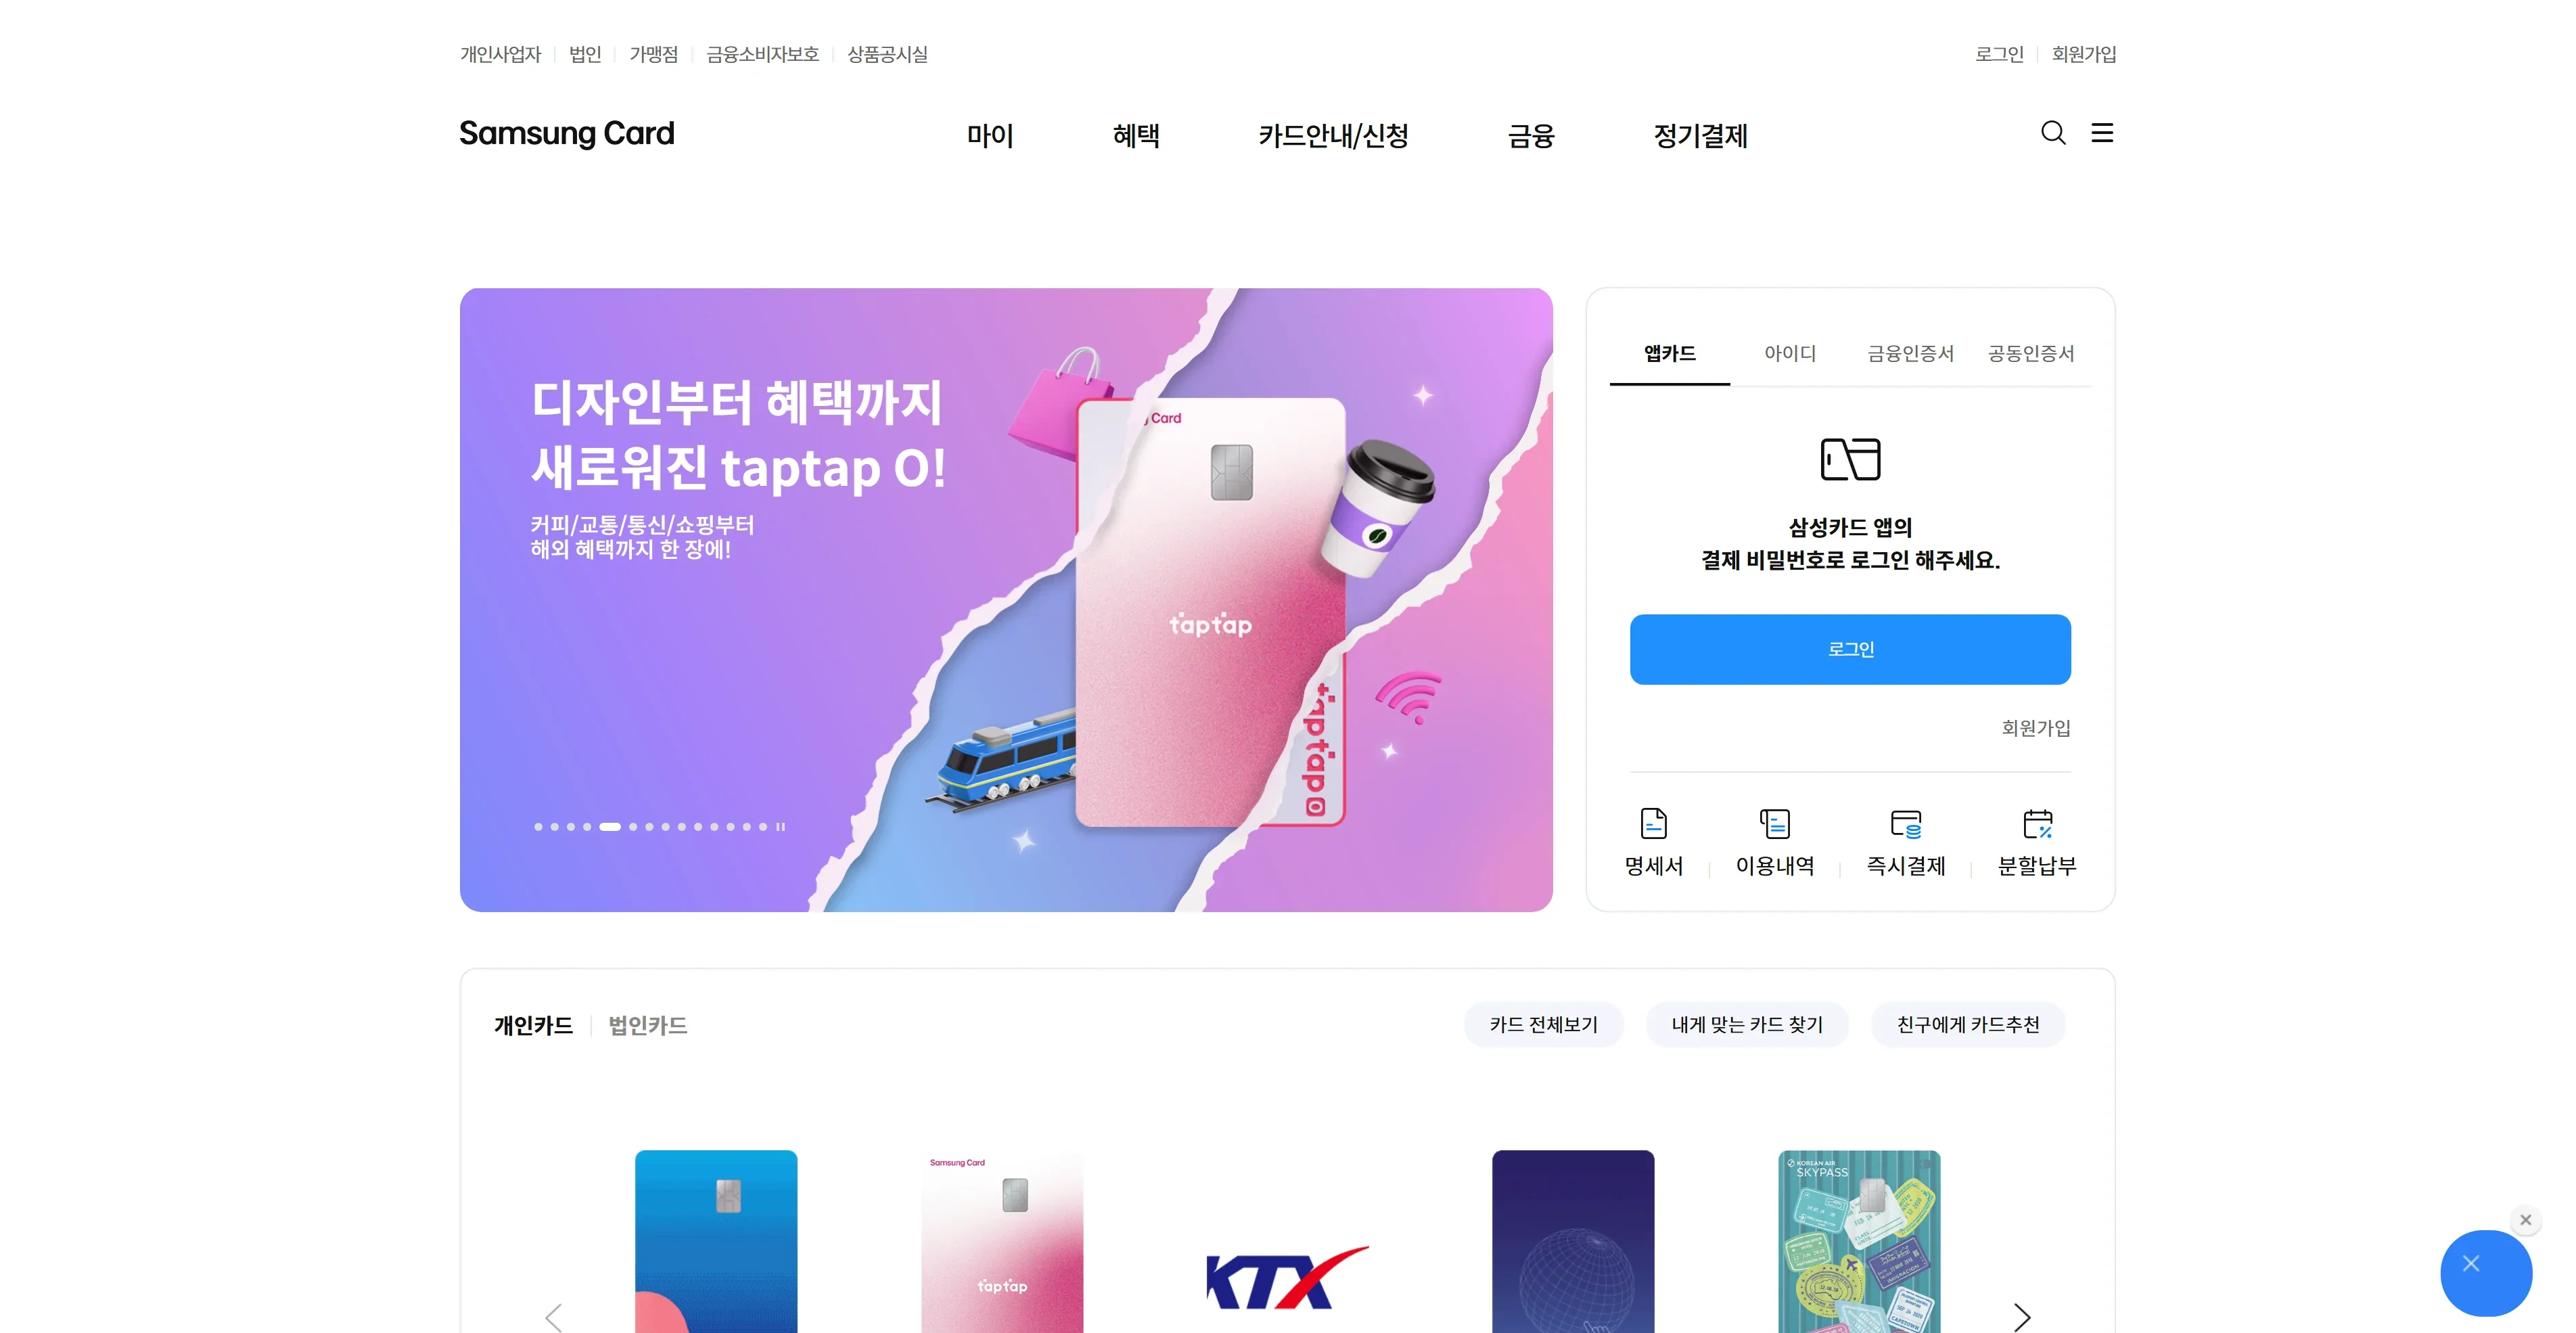 개인사업자
법인
가맹점
금융소비자보호
상품공시실
로그인
회원가입
Samsung Card
마이
혜택
카드안내/신청
금융
정기결제
디자인부터 혜택까지
새로워진 taptap O!
커피/교통/통신/쇼핑부터
해외 혜택까지 한 장에!
Card
taptap
taptap O
앱카드
아이디
금융인증서
공동인증서
삼성카드 앱의
결제 비밀번호로 로그인 해주세요.
로그인
회원가입
명세서
이용내역
즉시결제
분할납부
개인카드
법인카드
카드 전체보기
내게 맞는 카드 찾기
친구에게 카드추천
Samsung Card
taptap
KTX
KOREAN AIR
SKYPASS